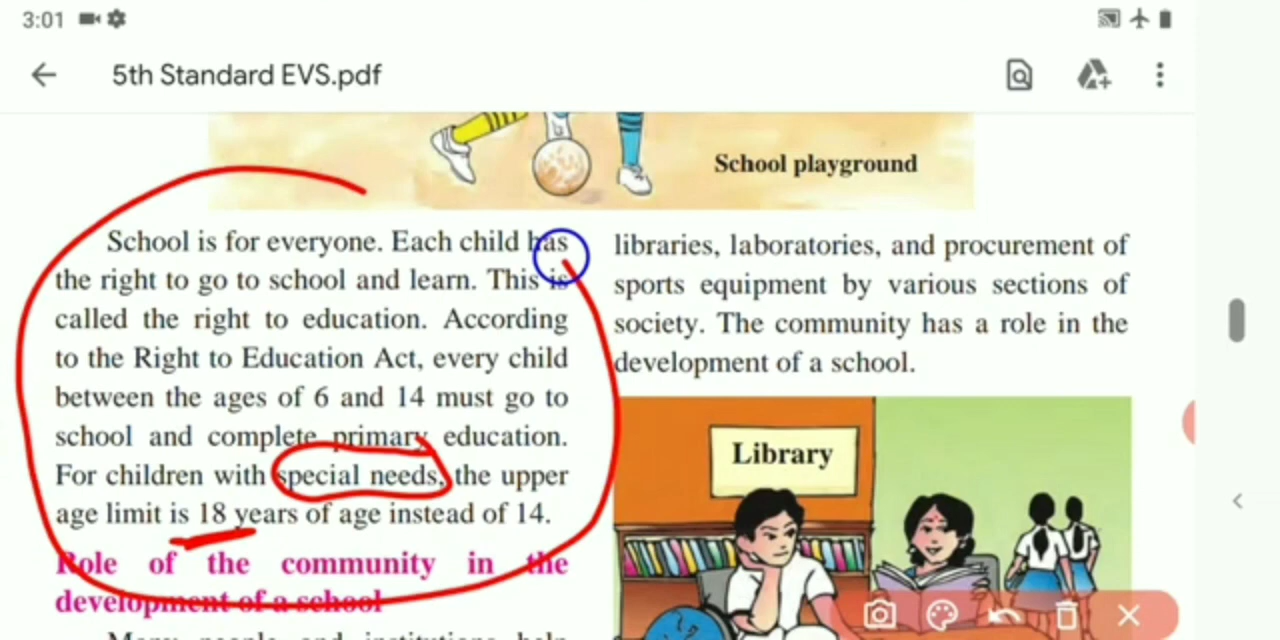 3:01
5th Standard EVS.pdf
School playground
School is for everyone. Each child has
the right to go to school and learn. This is
called the right to education. According
to the Right to Education Act, every child
between the ages of 6 and 14 must go to
school and complete primary education.
For children with special needs, the upper
age limit is 18 years of age instead of 14.
Role of the community in the
development of a school
Many people and institutions help
libraries, laboratories, and procurement of
sports equipment by various sections of
society. The community has a role in the
development of a school.
Library